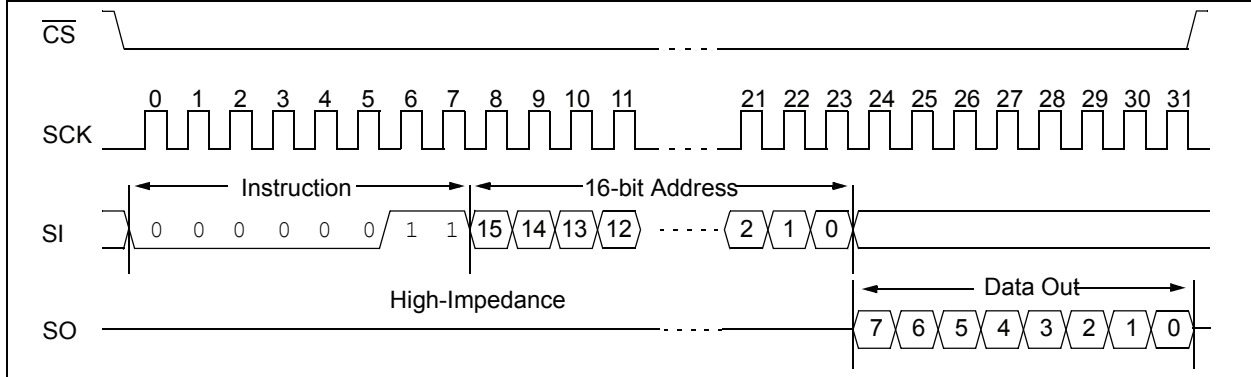 CS
0 1 2 3 4 5 6 7 8 9 10 11 21 22 23 24 25 26 27 28 29 30 31
SCK
Instruction 16-bit Address
SI 0 0 0 0 0 0 1 1 15 14 13 12 2 1 0
High-Impedance Data Out
SO 7 6 5 4 3 2 1 0